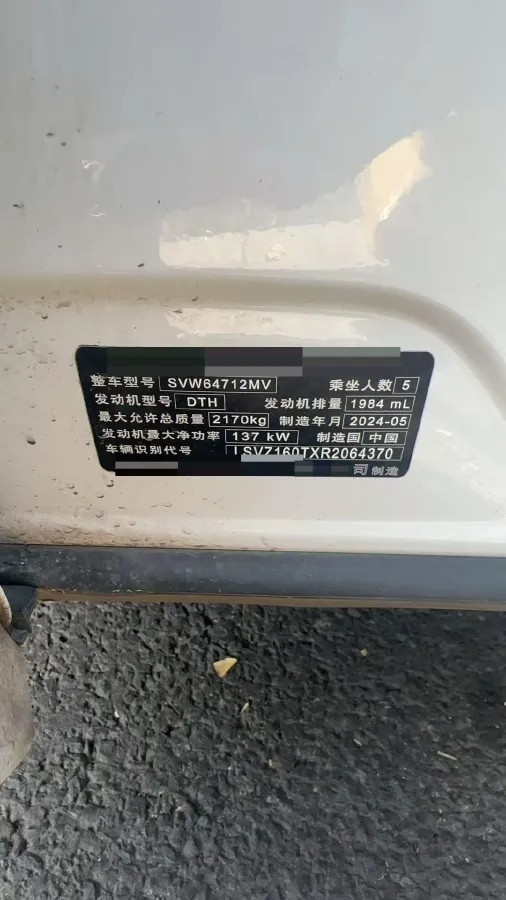 整车型号 SVW64712MV 乘坐人数 5
发动机型号 DTH 发动机排量 1984 mL
最大允许总质量 2170kg 制造年月 2024-05
发动机最大净功率 137 kW 制造国 中国
车辆识别代号 LSVZ160TXR2064370
司制造